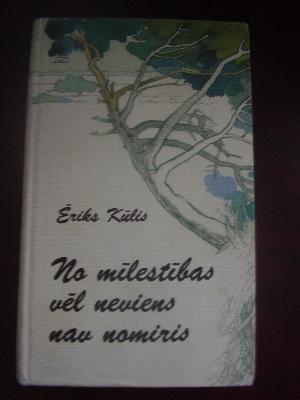 Ēriks Kūlis
No mīlestības
vēl neviens
nav nomiris